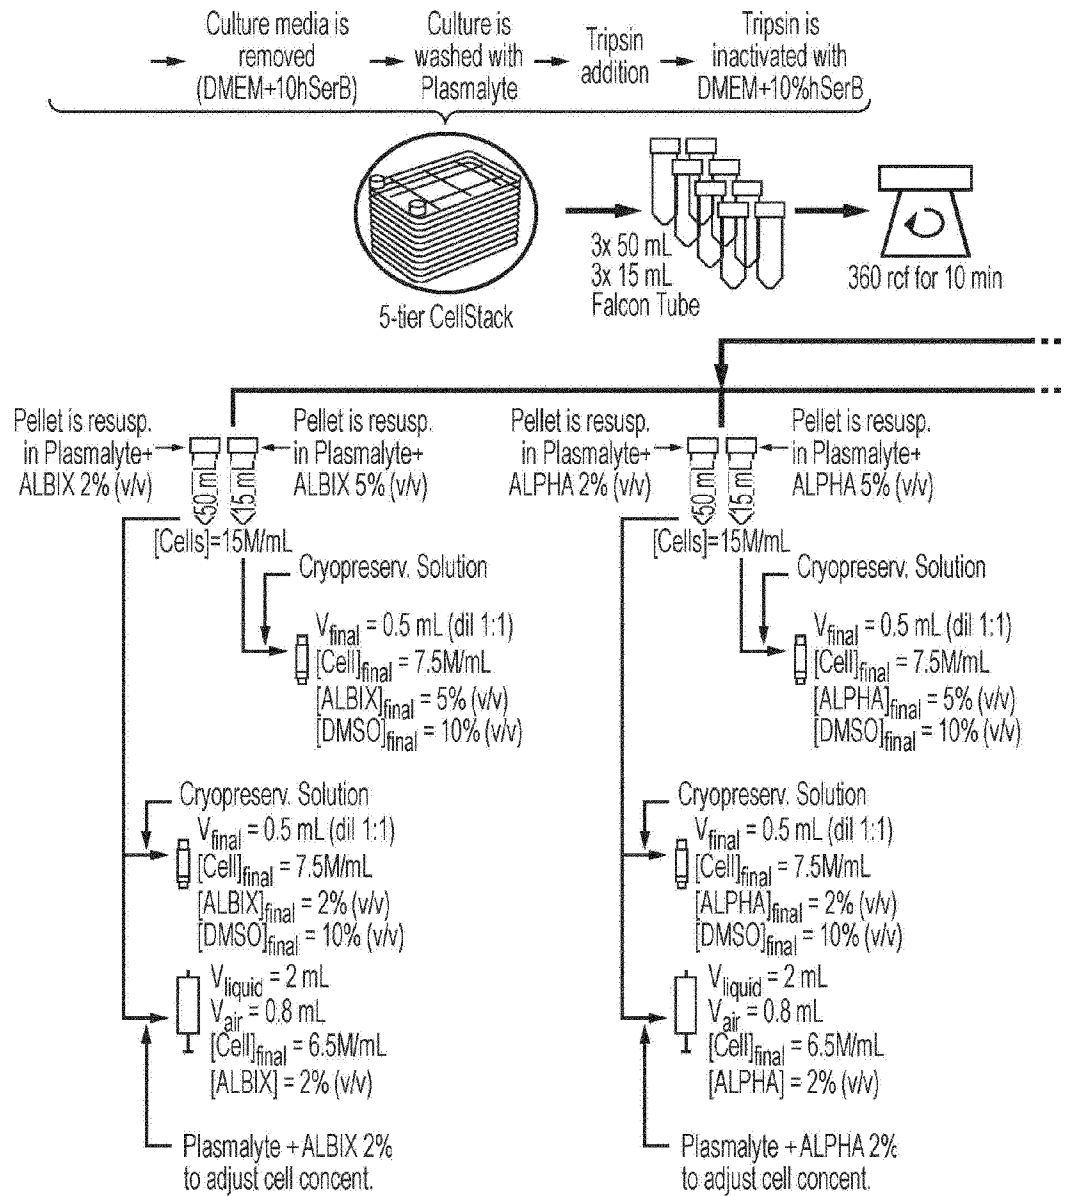 Culture media is
removed
(DMEM+10hSerB)
Culture is
washed with
Plasmalyte
Tripsin
addition
Tripsin is
inactivated with
DMEM+10%hSerB
5-tier CellStack
3x 50 mL
3x 15 mL
Falcon Tube
360 rcf for 10 min
Pellet is resusp.
in Plasmalyte+
ALBIX 2% (v/v)
50 mL
15 mL
Pellet is resusp.
in Plasmalyte+
ALBIX 5% (v/v)
[Cells]=15M/mL
Cryopreserv. Solution
Vfinal = 0.5 mL (dil 1:1)
[Cell]final = 7.5M/mL
[ALBIX]final = 5% (v/v)
[DMSO]final = 10% (v/v)
Cryopreserv. Solution
Vfinal = 0.5 mL (dil 1:1)
[Cell]final = 7.5M/mL
[ALBIX]final = 2% (v/v)
[DMSO]final = 10% (v/v)
Vliquid = 2 mL
Vair = 0.8 mL
[Cell]final = 6.5M/mL
[ALBIX] = 2% (v/v)
Plasmalyte + ALBIX 2%
to adjust cell concent.
Pellet is resusp.
in Plasmalyte+
ALPHA 2% (v/v)
50 mL
15 mL
Pellet is resusp.
in Plasmalyte+
ALPHA 5% (v/v)
[Cells]=15M/mL
Cryopreserv. Solution
Vfinal = 0.5 mL (dil 1:1)
[Cell]final = 7.5M/mL
[ALPHA]final = 5% (v/v)
[DMSO]final = 10% (v/v)
Cryopreserv. Solution
Vfinal = 0.5 mL (dil 1:1)
[Cell]final = 7.5M/mL
[ALPHA]final = 2% (v/v)
[DMSO]final = 10% (v/v)
Vliquid = 2 mL
Vair = 0.8 mL
[Cell]final = 6.5M/mL
[ALPHA] = 2% (v/v)
Plasmalyte + ALPHA 2%
to adjust cell concent.